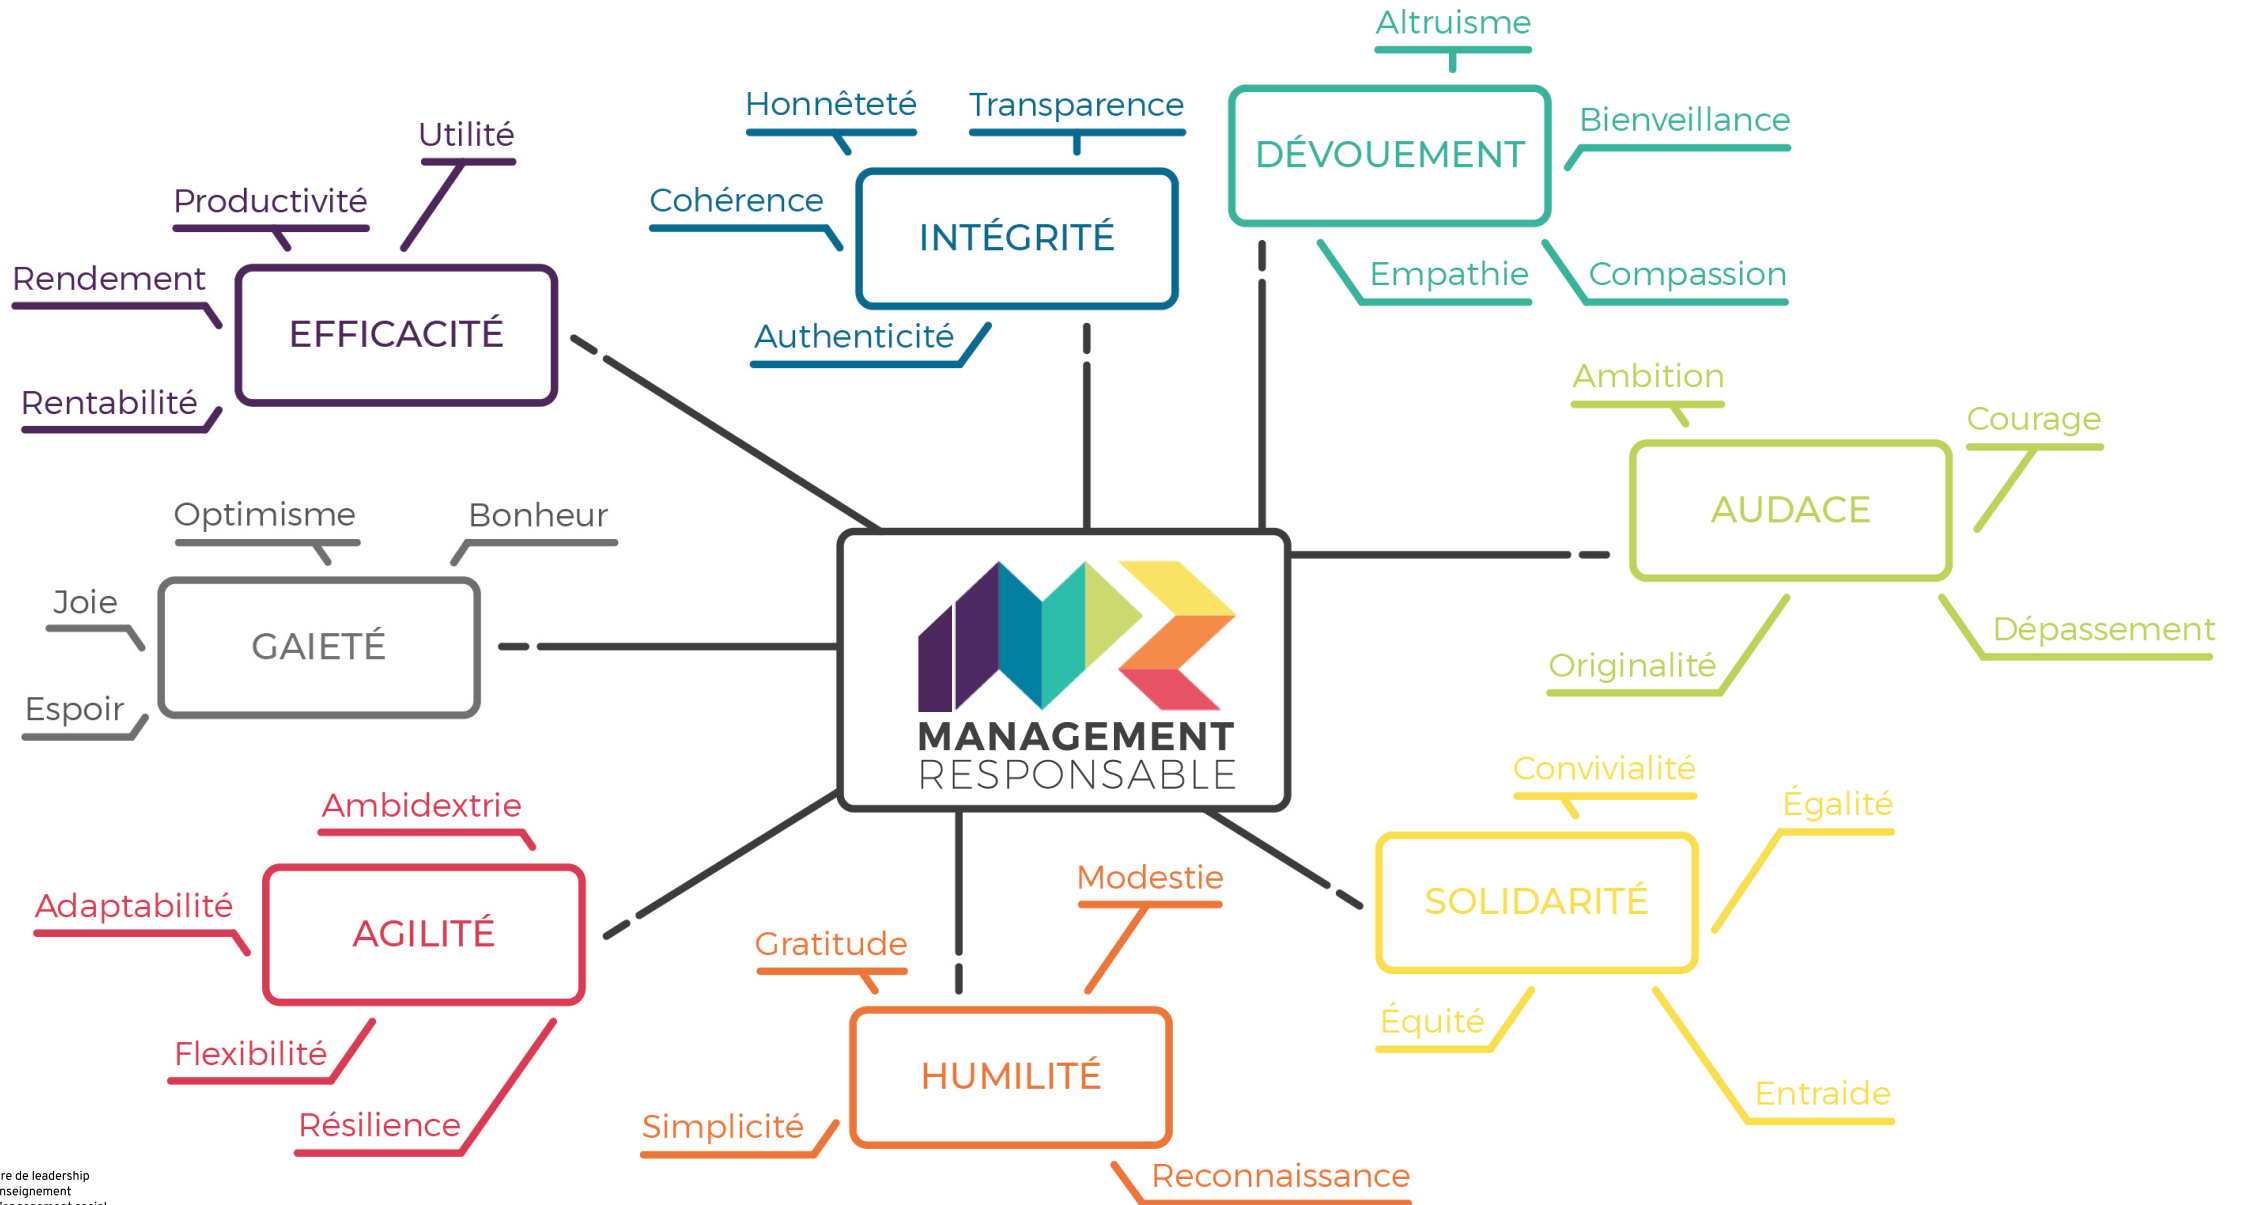 Altruisme
Honnêteté
Transparence
Bienveillance
DÉVOUEMENT
Utilité
Productivité
Cohérence
INTÉGRITÉ
Empathie
Compassion
Rendement
EFFICACITÉ
Authenticité
Rentabilité
Ambition
Courage
AUDACE
Originalité
Dépassement
Optimisme
Bonheur
Joie
GAIETÉ
Espoir
MANAGEMENT
RESPONSABLE
Convivialité
Égalité
SOLIDARITÉ
Équité
Entraide
Ambidextrie
Adaptabilité
AGILITÉ
Flexibilité
Résilience
Modestie
Gratitude
HUMILITÉ
Simplicité
Reconnaissance
de leadership